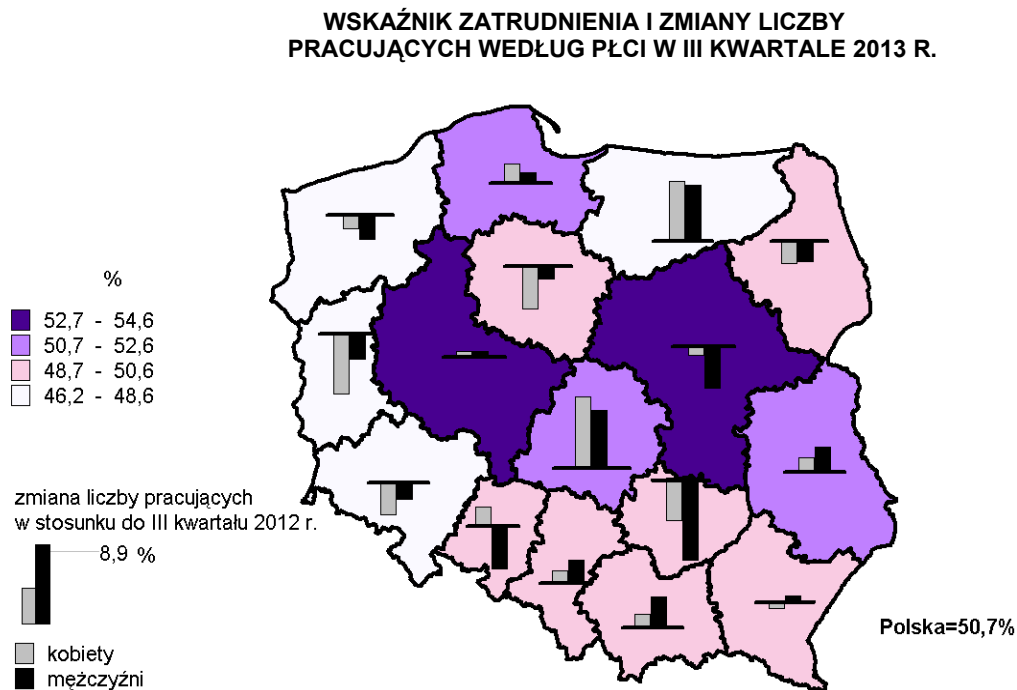 WSKAŹNIK ZATRUDNIENIA I ZMIANY LICZBY
PRACUJĄCYCH WEDŁUG PŁCI W III KWARTALE 2013 R.
%
52,7 - 54,6
50,7 - 52,6
48,7 - 50,6
46,2 - 48,6
zmiana liczby pracujących
w stosunku do III kwartału 2012 r.
8,9 %
kobiety
mężczyźni
Polska=50,7%